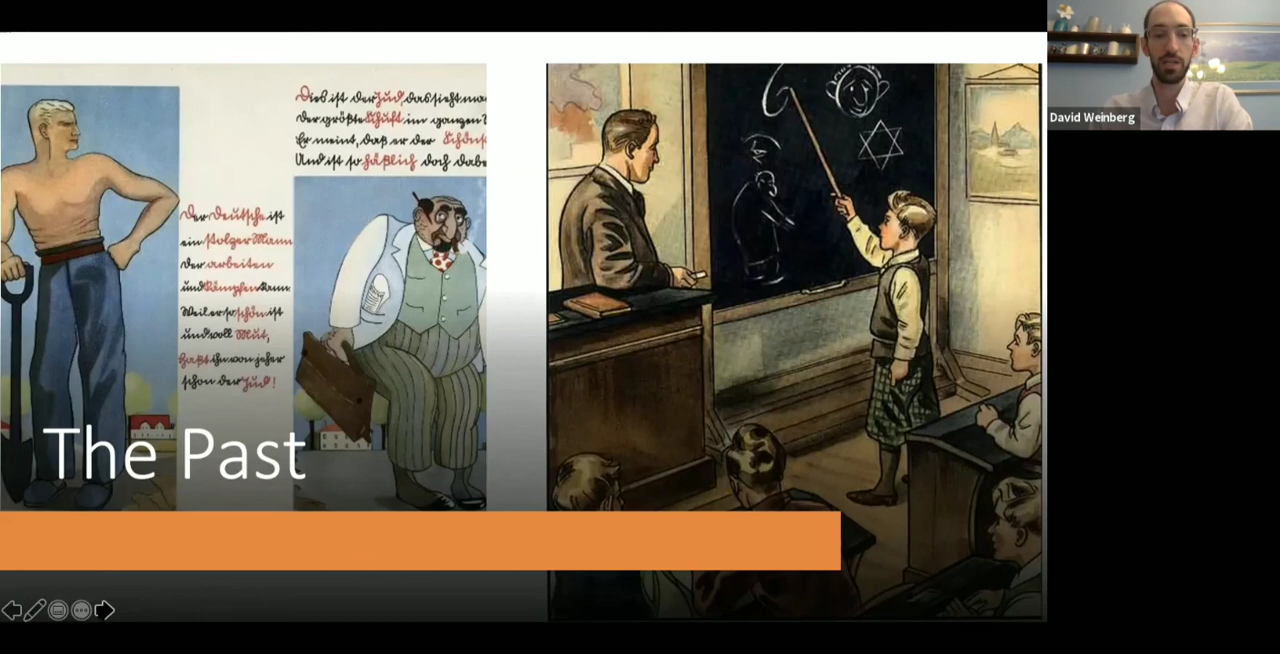 Der Deutsche ist
ein stolzer Mann
der arbeiten
und kämpfen kann.
Weil er so schön ist
und voll Mut,
haßt ihn von jeher
schon der Jud!
Dies ist der Jud, das sieht man
der größte Schuft im ganzen
Er meint, daß er der Schöns
Und ist so häßlich doch dabe
The Past
David Weinberg